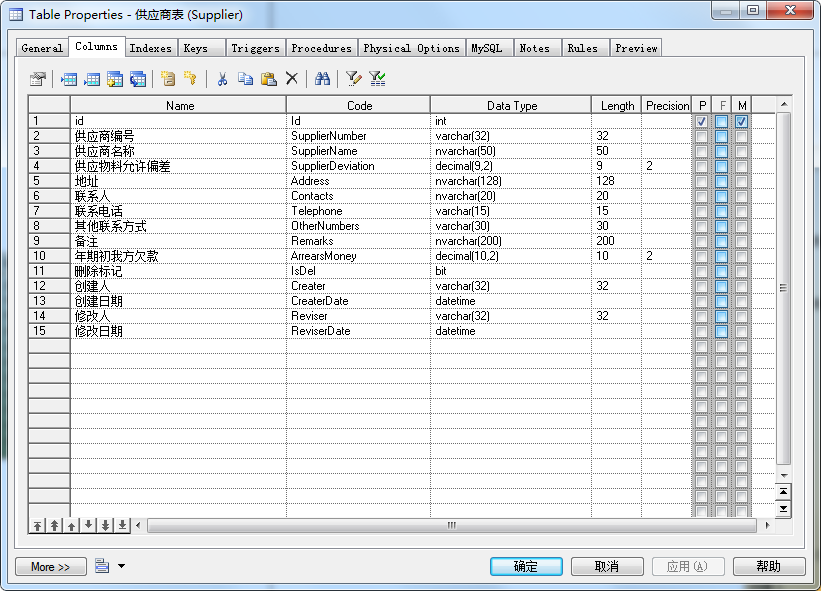 Table Properties - 供应商表 (Supplier)
General Columns Indexes Keys Triggers Procedures Physical Options MySQL Notes Rules Preview
Name Code Data Type Length Precision P F M
1 id Id int
2 供应商编号 SupplierNumber varchar(32) 32
3 供应商名称 SupplierName nvarchar(50) 50
4 供应物料允许偏差 SupplierDeviation decimal(9,2) 9 2
5 地址 Address nvarchar(128) 128
6 联系人 Contacts nvarchar(20) 20
7 联系电话 Telephone varchar(15) 15
8 其他联系方式 OtherNumbers varchar(30) 30
9 备注 Remarks nvarchar(200) 200
10 年期初我方欠款 ArrearsMoney decimal(10,2) 10 2
11 删除标记 IsDel bit
12 创建人 Creater varchar(32) 32
13 创建日期 CreaterDate datetime
14 修改人 Reviser varchar(32) 32
15 修改日期 ReviserDate datetime
More >> 确定 取消 应用(A) 帮助